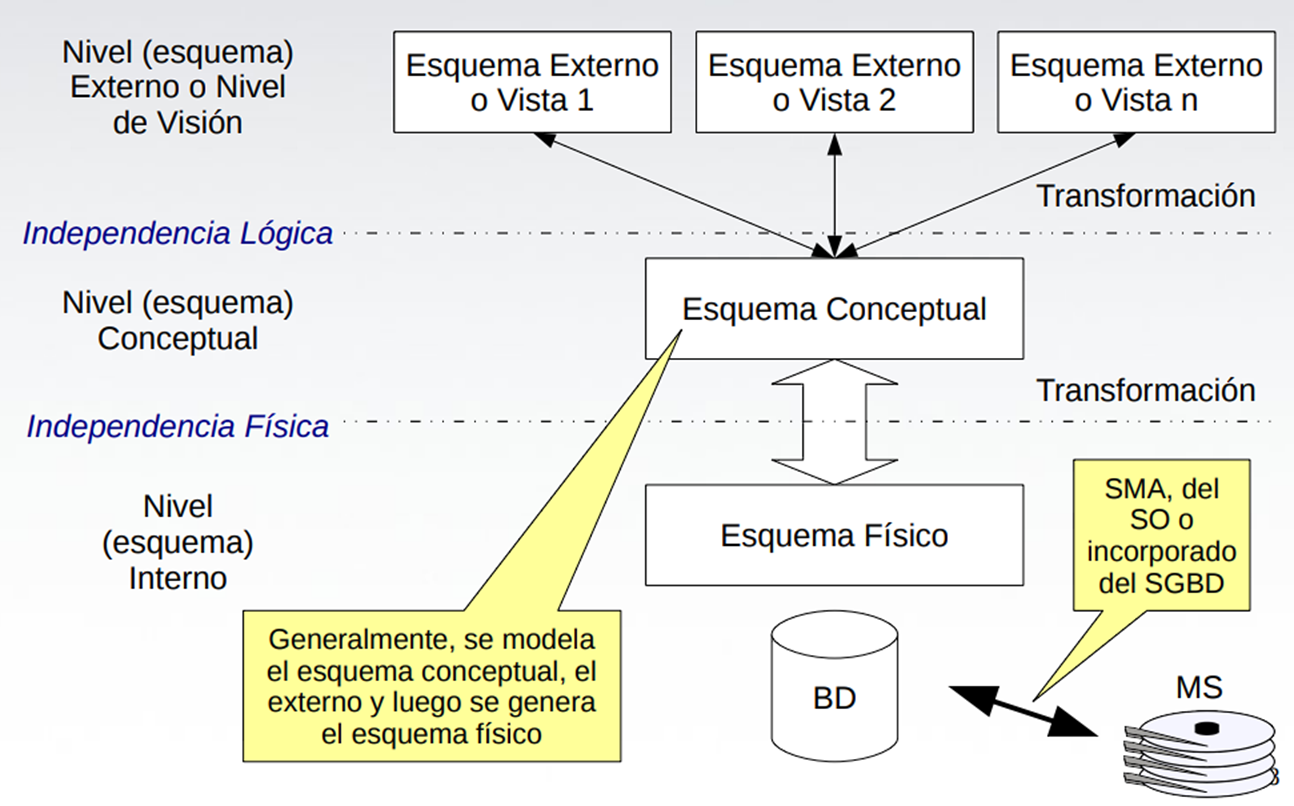 Nivel (esquema)
Externo o Nivel
de Visión
Esquema Externo
o Vista 1
Esquema Externo
o Vista 2
Esquema Externo
o Vista n
Transformación
Independencia Lógica
Nivel (esquema)
Conceptual
Esquema Conceptual
Transformación
Independencia Física
Nivel
(esquema)
Interno
Esquema Físico
SMA, del
SO o
incorporado
del SGBD
Generalmente, se modela
el esquema conceptual, el
externo y luego se genera
el esquema físico
BD
MS